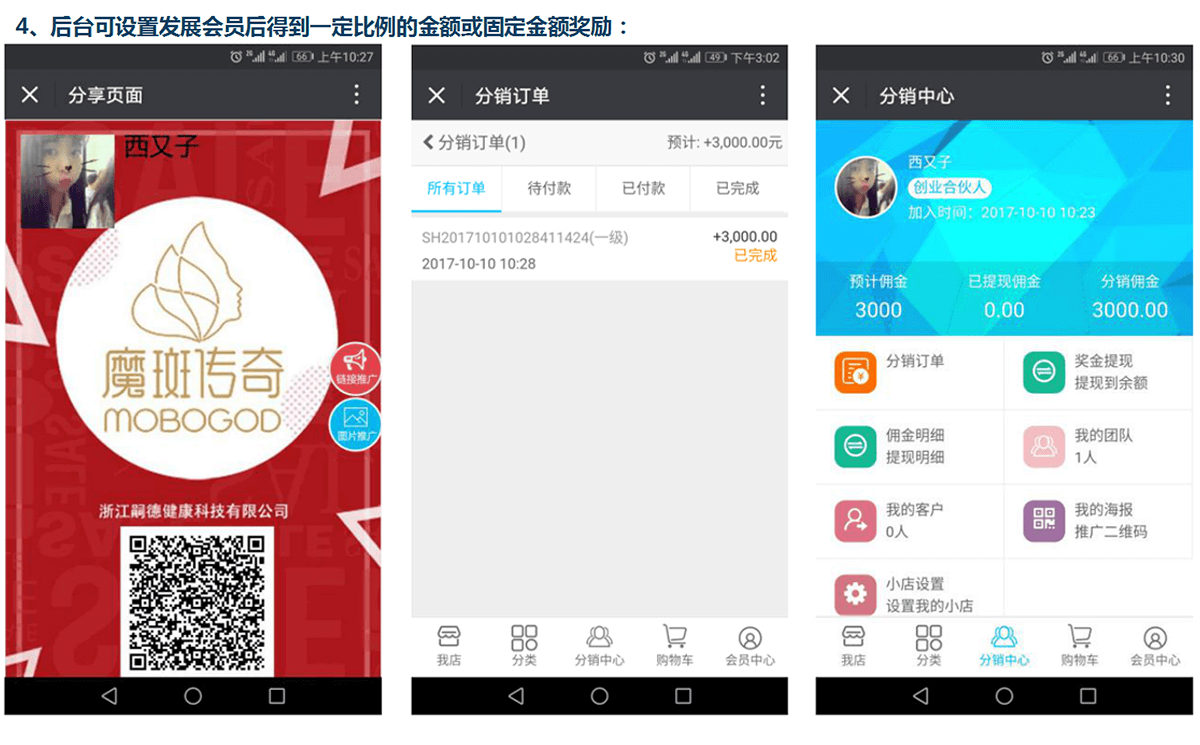 4、后台可设置发展会员后得到一定比例的金额或固定金额奖励：
66 上午10:27
分享页面
西又子
魔斑传奇
MOBOGOD
链接推广
图片推广
浙江嗣德健康科技有限公司
49 下午3:02
分销订单
分销订单(1) 预计: +3,000.00元
所有订单 待付款 已付款 已完成
SH201710101028411424(一级) +3,000.00
已完成
2017-10-10 10:28
我店 分类 分销中心 购物车 会员中心
66 上午10:30
分销中心
西又子
创业合伙人
加入时间：2017-10-10 10:23
预计佣金 已提现佣金 分销佣金
3000 0.00 3000.00
分销订单
奖金提现
提现到余额
佣金明细
提现明细
我的团队
1人
我的客户
0人
我的海报
推广二维码
小店设置
设置我的小店
我店 分类 分销中心 购物车 会员中心